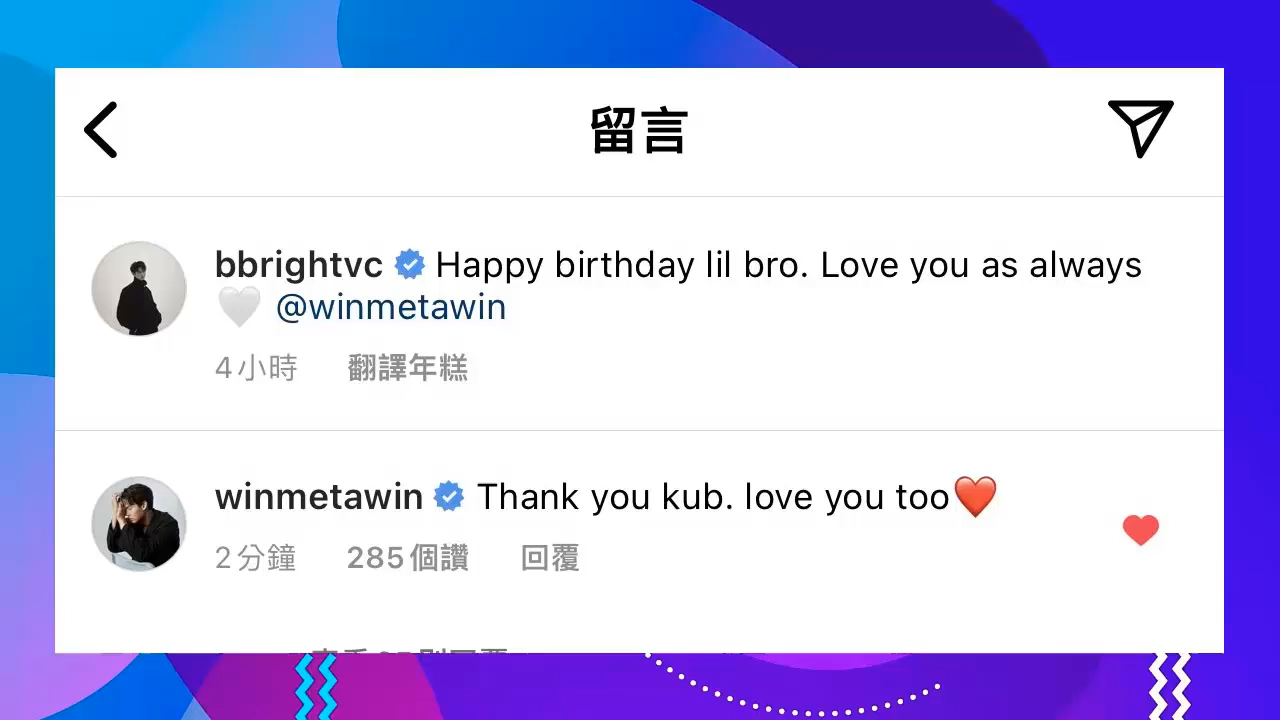 留言
bbrightvc Happy birthday lil bro. Love you as always
🤍 @winmetawin
4小時 翻譯年糕
winmetawin Thank you kub. love you too❤️
2分鐘 285個讚 回覆